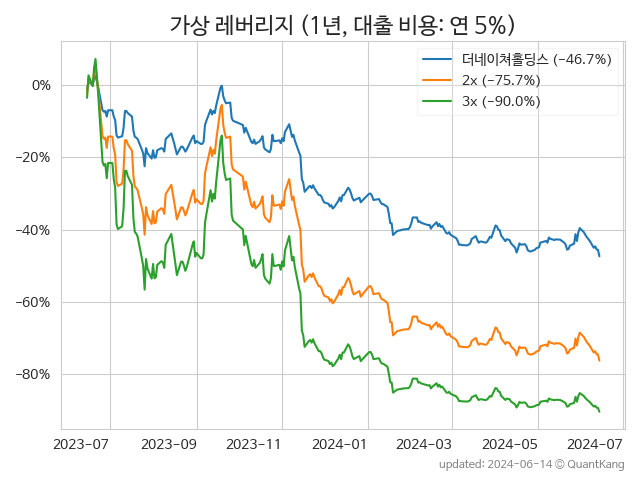 가상 레버리지 (1년, 대출 비용: 연 5%)
더네이쳐홀딩스 (−46.7%)
2x (−75.7%)
3x (−90.0%)
0%
−20%
−40%
−60%
−80%
2023-07 2023-09 2023-11 2024-01 2024-03 2024-05 2024-07
updated: 2024-06-14 © QuantKang